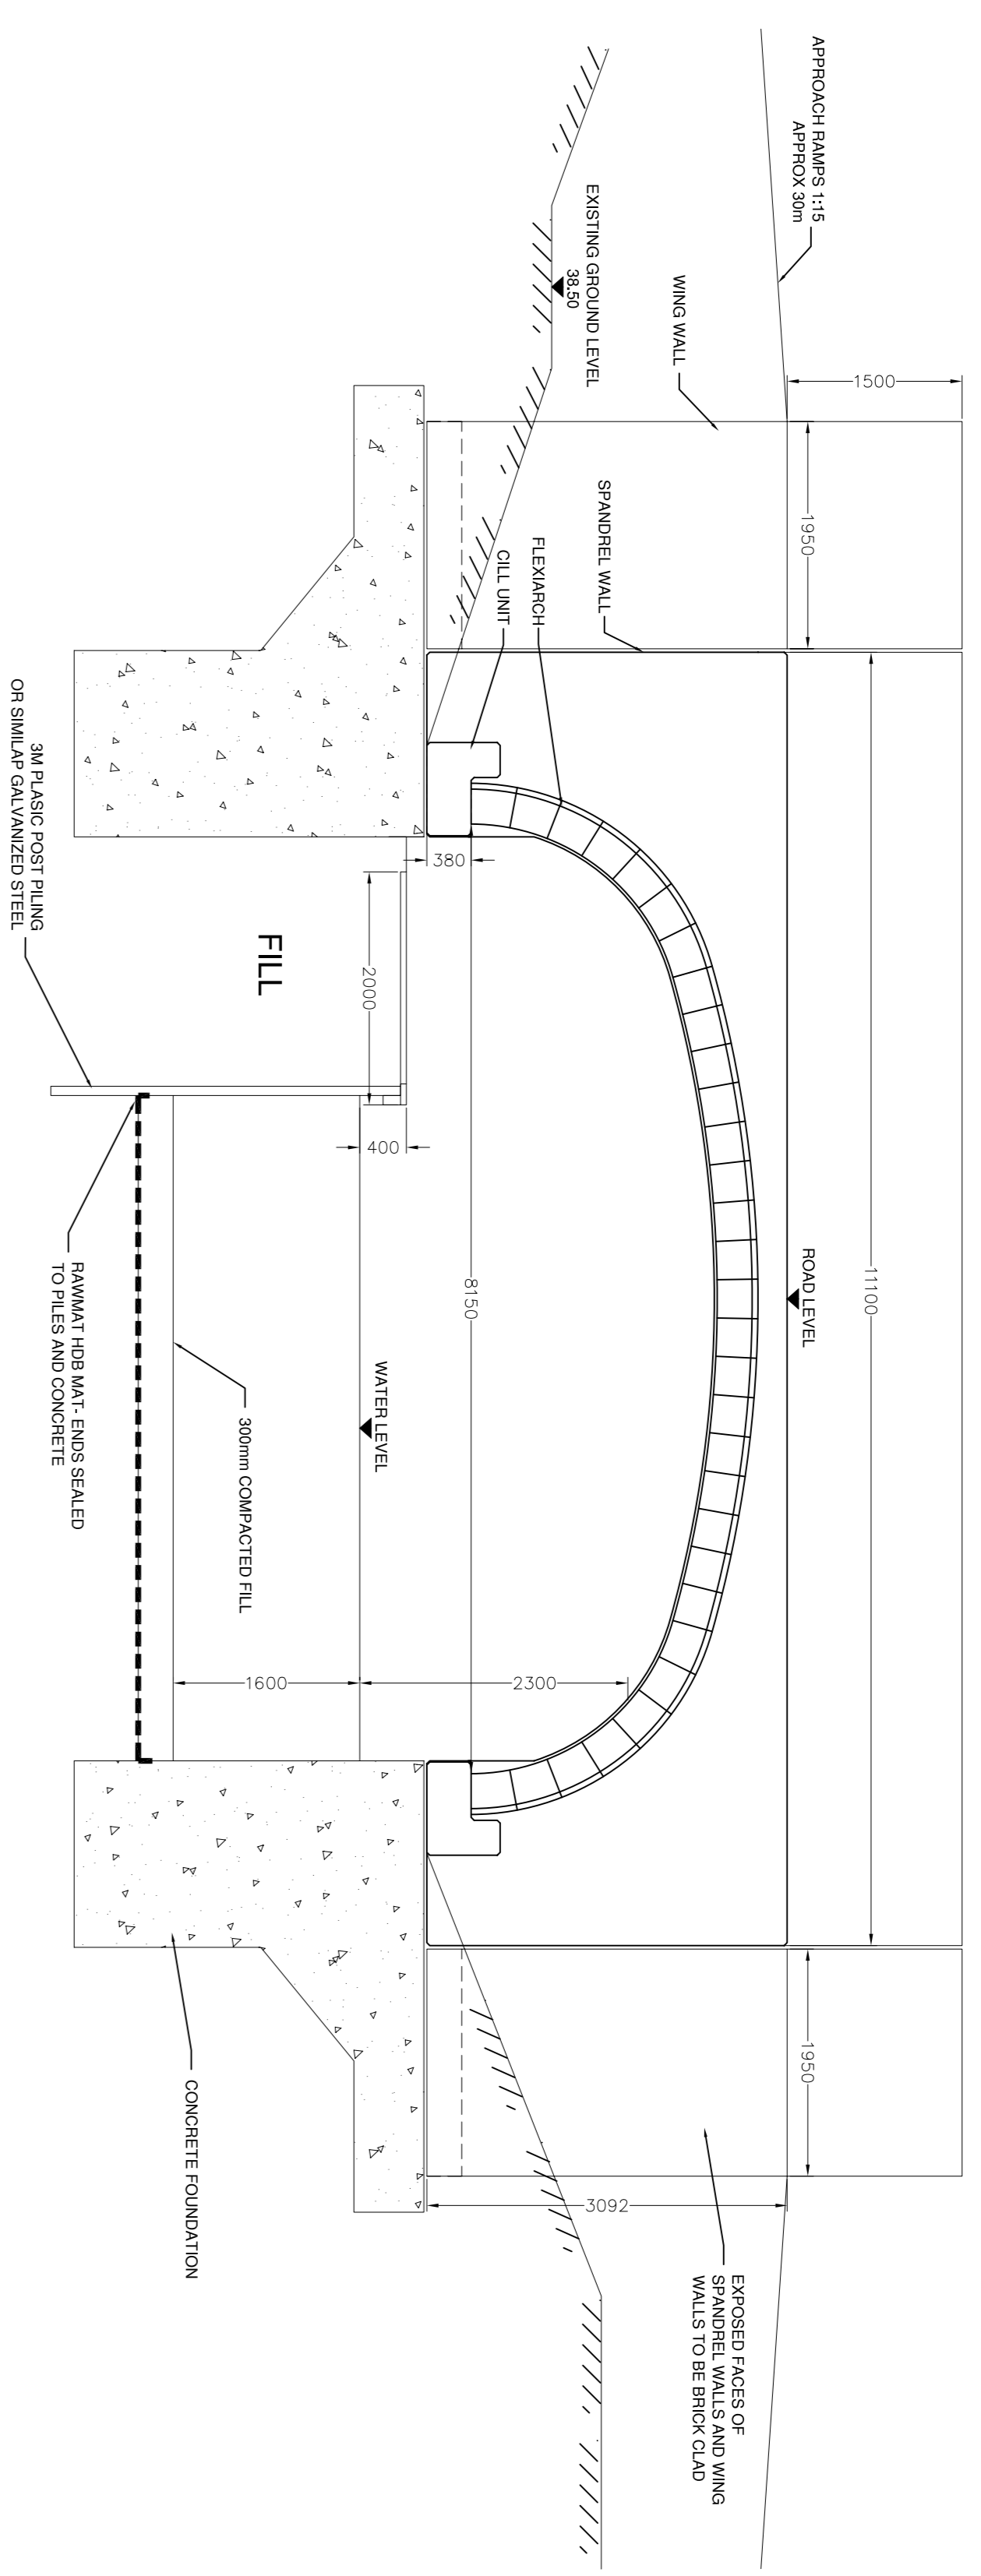 1500
1950
11100
1950
APPROACH RAMPS 1:15
APPROX 30m
WING WALL
ROAD LEVEL
EXPOSED FACES OF
SPANDREL WALLS AND WING
WALLS TO BE BRICK CLAD
EXISTING GROUND LEVEL
38.50
SPANDREL WALL
FLEXIARCH
CILL UNIT
3092
2300
380
8150
WATER LEVEL
2000
400
1600
FILL
300mm COMPACTED FILL
CONCRETE FOUNDATION
3M PLASIC POST PILING
OR SIMILAP GALVANIZED STEEL
RAWMAT HDB MAT- ENDS SEALED
TO PILES AND CONCRETE